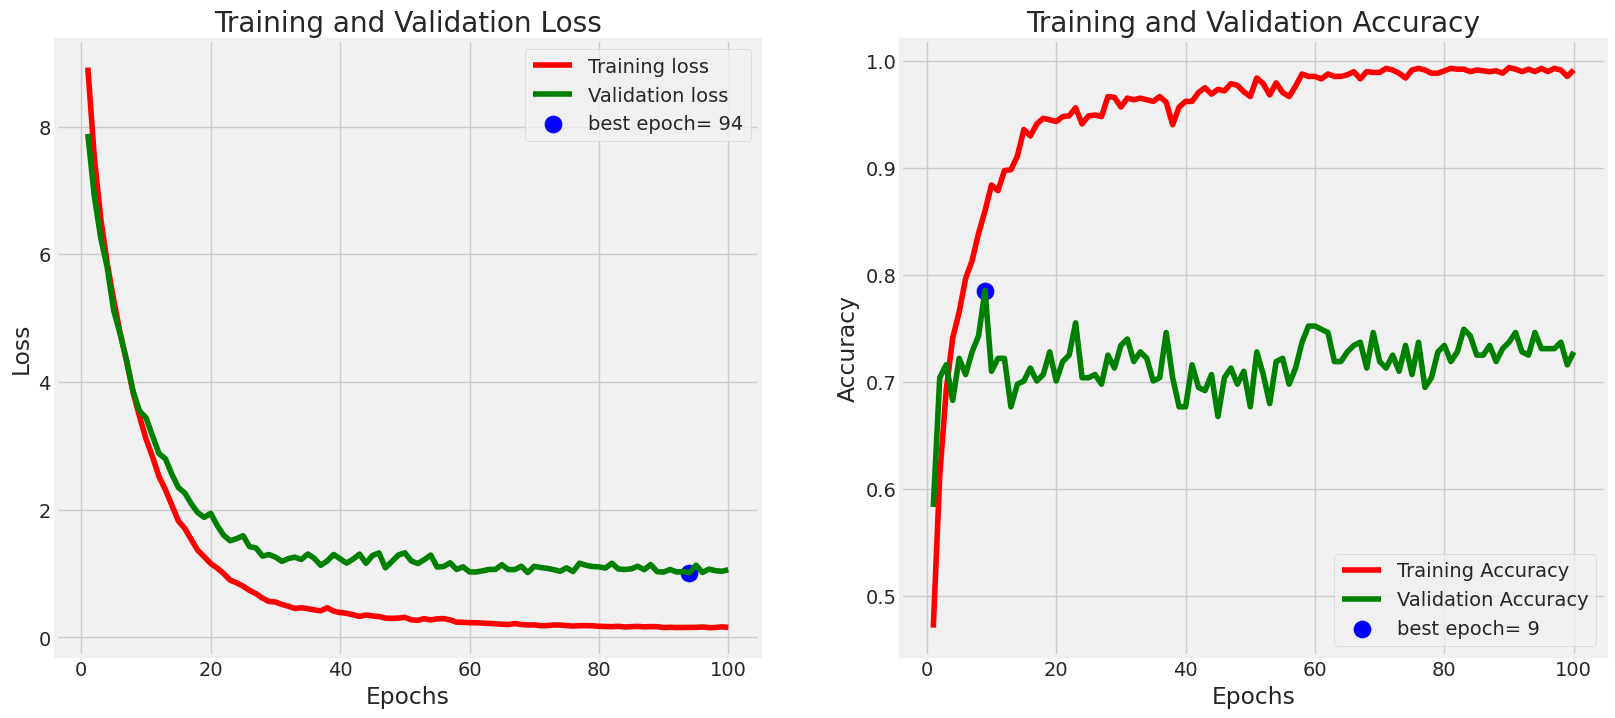 Training and Validation Loss
Training loss
Validation loss
best epoch= 94
8
6
4
2
0
Loss
0
20
40
60
80
100
Epochs
Training and Validation Accuracy
1.0
0.9
0.8
0.7
0.6
0.5
Accuracy
Training Accuracy
Validation Accuracy
best epoch= 9
0
20
40
60
80
100
Epochs